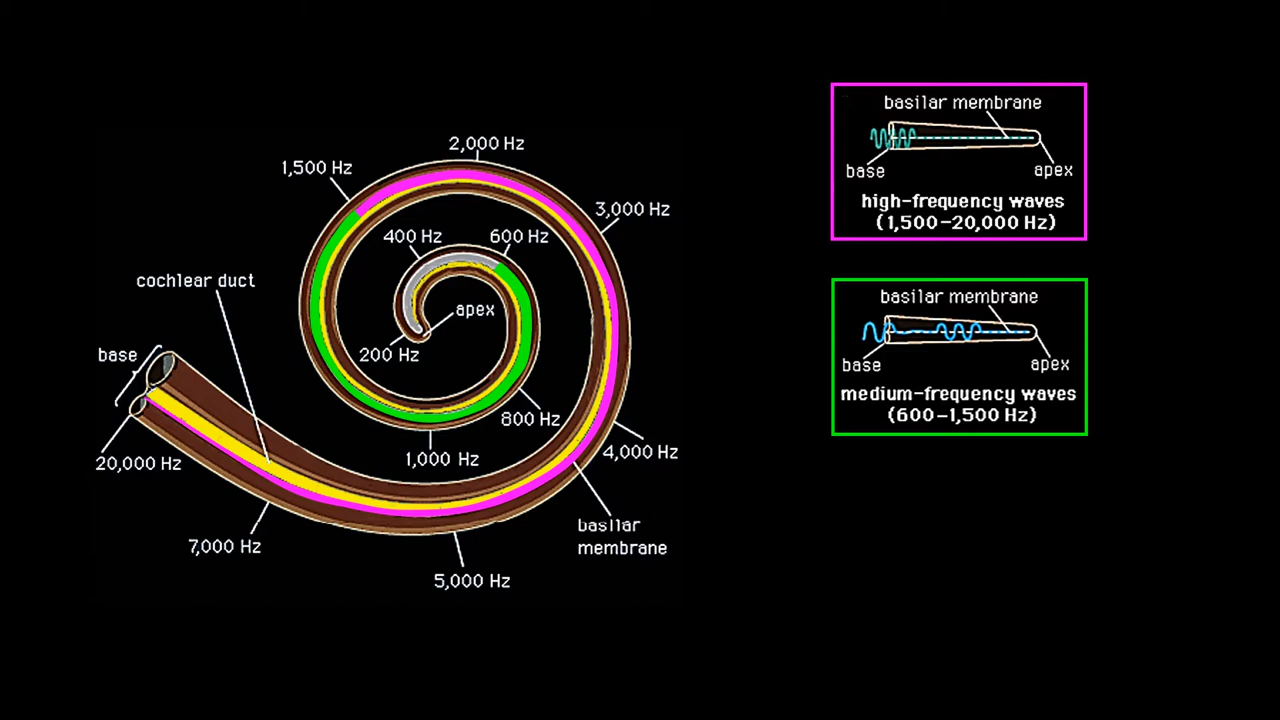 2,000 Hz
1,500 Hz
3,000 Hz
400 Hz
600 Hz
cochlear duct
apex
base
200 Hz
800 Hz
20,000 Hz
1,000 Hz
4,000 Hz
basilar
membrane
7,000 Hz
5,000 Hz
basilar membrane
base
apex
high-frequency waves
(1,500–20,000 Hz)
basilar membrane
base
apex
medium-frequency waves
(600–1,500 Hz)